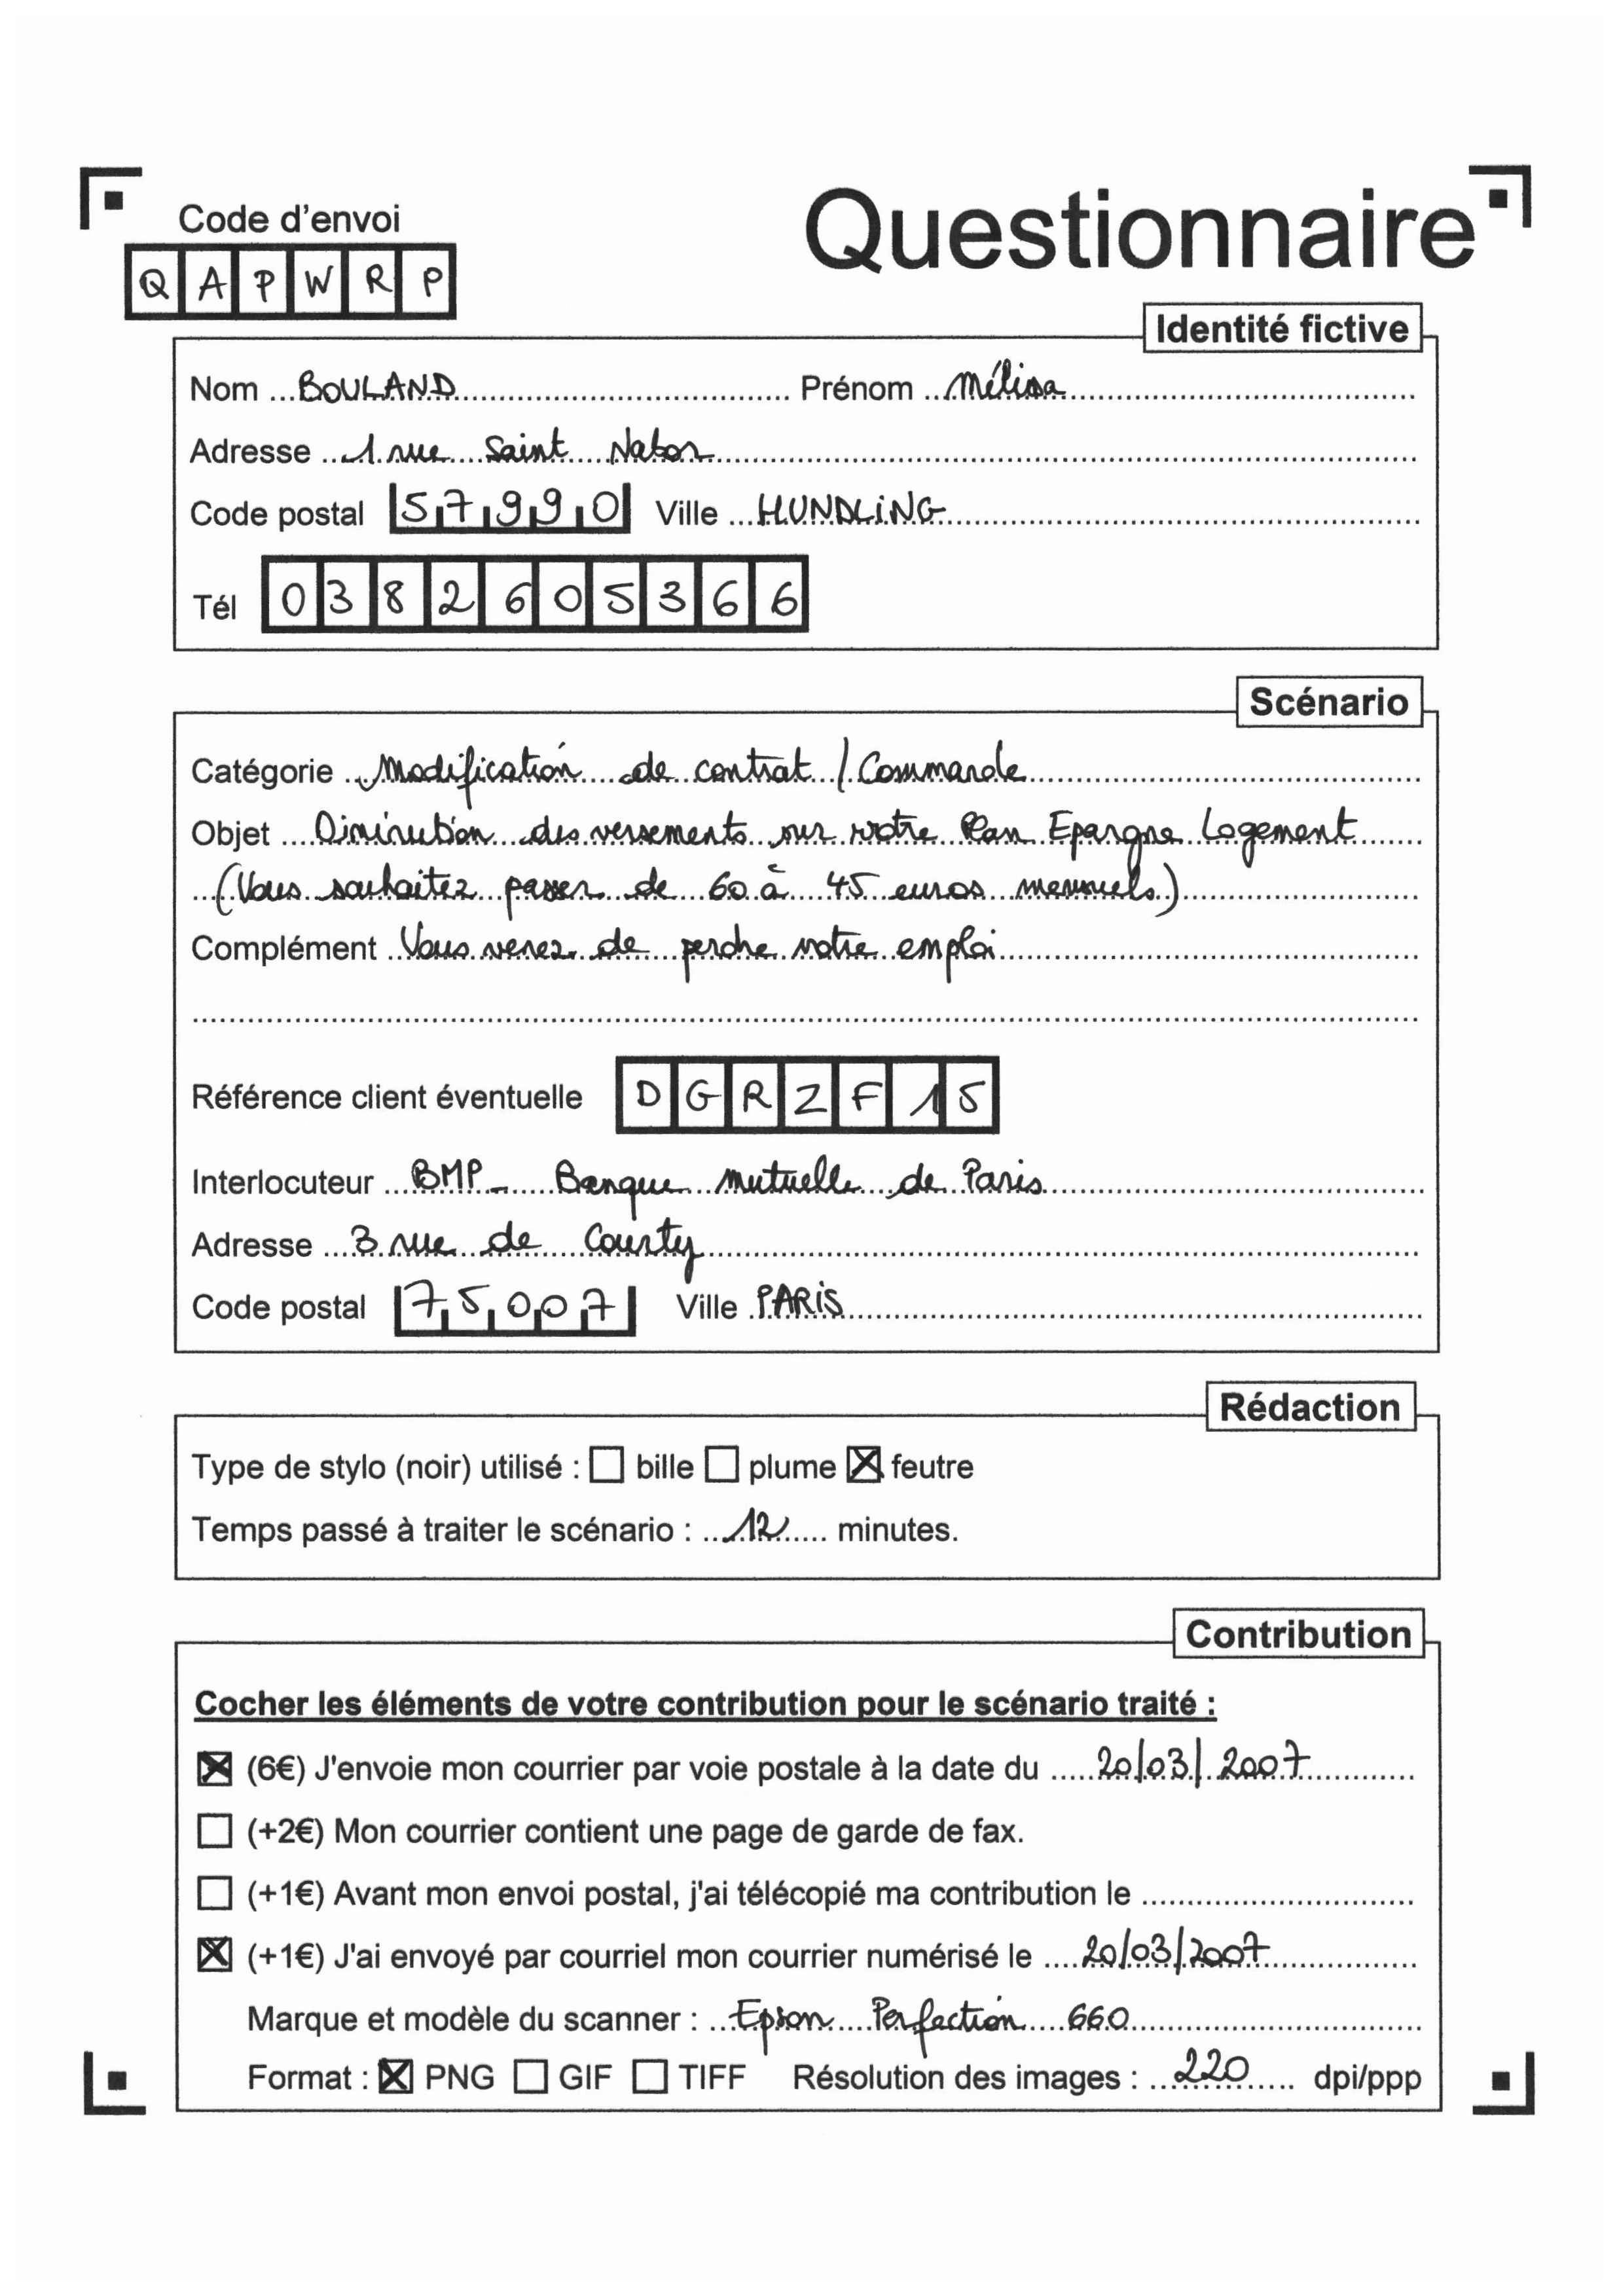 Code d'envoi
Questionnaire
QAPWRP
Identité fictive
Nom BOULAND Prénom Mélissa
Adresse 1 rue Saint Nabor
Code postal 57990 Ville HUNDLiNG
Tél 0382605366
Scénario
Catégorie Modification de contrat / Commande
Objet Diminution des versements sur votre Plan Epargne Logement
(Vous souhaitez passer de 60 à 45 euros mensuels)
Complément Vous venez de perdre votre emploi
Référence client éventuelle DGRZF15
Interlocuteur BMP - Banque Mutuelle de Paris
Adresse 3 rue de Courty
Code postal 75007 Ville PARiS
Rédaction
Type de stylo (noir) utilisé : bille plume feutre
Temps passé à traiter le scénario : 12 minutes.
Contribution
Cocher les éléments de votre contribution pour le scénario traité :
(6€) J'envoie mon courrier par voie postale à la date du 20/03/2007
(+2€) Mon courrier contient une page de garde de fax.
(+1€) Avant mon envoi postal, j'ai télécopié ma contribution le
(+1€) J'ai envoyé par courriel mon courrier numérisé le 20/03/2007
Marque et modèle du scanner : Epson Perfection 660
Format : PNG GIF TIFF Résolution des images : 220 dpi/ppp